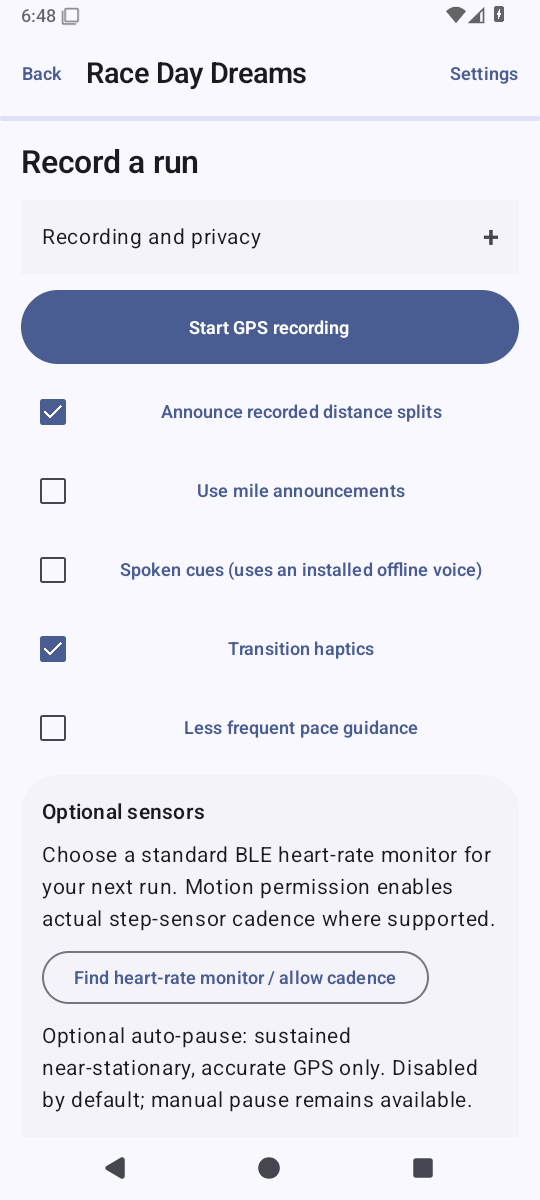 6:48
Back
Race Day Dreams
Settings
Record a run
Recording and privacy
+
Start GPS recording
Announce recorded distance splits
Use mile announcements
Spoken cues (uses an installed offline voice)
Transition haptics
Less frequent pace guidance
Optional sensors
Choose a standard BLE heart-rate monitor for
your next run. Motion permission enables
actual step-sensor cadence where supported.
Find heart-rate monitor / allow cadence
Optional auto-pause: sustained
near-stationary, accurate GPS only. Disabled
by default; manual pause remains available.